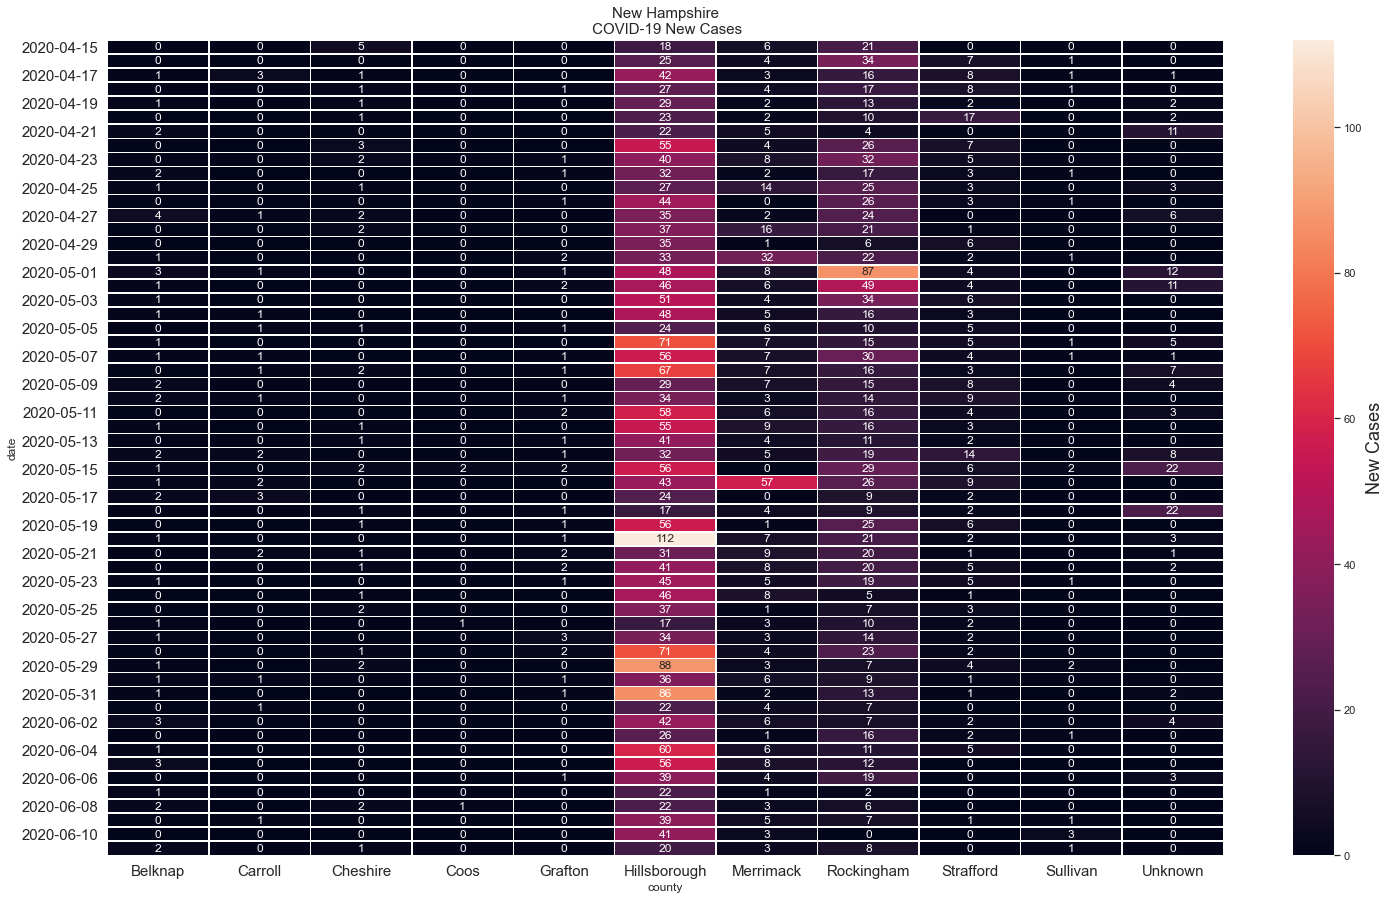 New Hampshire
COVID-19 New Cases
2020-04-15 0 0 5 0 0 18 6 21 0 0 0
0 0 0 0 0 25 4 34 7 1 0
2020-04-17 1 3 1 0 0 42 3 16 8 1 1
0 0 1 0 1 27 4 17 8 1 0
2020-04-19 1 0 1 0 0 29 2 13 2 0 2
0 0 1 0 0 23 2 10 17 0 2
2020-04-21 2 0 0 0 0 22 5 4 0 0 11
0 0 3 0 0 55 4 26 7 0 0
2020-04-23 0 0 2 0 1 40 8 32 5 0 0
2 0 0 0 1 32 2 17 3 1 0
2020-04-25 1 0 1 0 0 27 14 25 3 0 3
0 0 0 0 1 44 0 26 3 1 0
2020-04-27 4 1 2 0 0 35 2 24 0 0 6
0 0 2 0 0 37 16 21 1 0 0
2020-04-29 0 0 0 0 0 35 1 6 6 0 0
1 0 0 0 2 33 32 22 2 1 0
2020-05-01 3 1 0 0 1 48 8 87 4 0 12
1 0 0 0 2 46 6 49 4 0 11
2020-05-03 1 0 0 0 0 51 4 34 6 0 0
1 1 0 0 0 48 5 16 3 0 0
2020-05-05 0 1 1 0 1 24 6 10 5 0 0
1 0 0 0 0 71 7 15 5 1 5
2020-05-07 1 1 0 0 1 56 7 30 4 1 1
0 1 2 0 1 67 7 16 3 0 7
2020-05-09 2 0 0 0 0 29 7 15 8 0 4
2 1 0 0 1 34 3 14 9 0 0
2020-05-11 0 0 0 0 2 58 6 16 4 0 3
1 0 1 0 0 55 9 16 3 0 0
2020-05-13 0 0 1 0 1 41 4 11 2 0 0
2 2 0 0 1 32 5 19 14 0 8
2020-05-15 1 0 2 2 2 56 0 29 6 2 22
1 2 0 0 0 43 57 26 9 0 0
2020-05-17 2 3 0 0 0 24 0 9 2 0 0
0 0 1 0 1 17 4 9 2 0 22
2020-05-19 0 0 1 0 1 56 1 25 6 0 0
1 0 0 0 1 112 7 21 2 0 3
2020-05-21 0 2 1 0 2 31 9 20 1 0 1
0 0 1 0 2 41 8 20 5 0 2
2020-05-23 1 0 0 0 1 45 5 19 5 1 0
0 0 1 0 0 46 8 5 1 0 0
2020-05-25 0 0 2 0 0 37 1 7 3 0 0
1 0 0 1 0 17 3 10 2 0 0
2020-05-27 1 0 0 0 3 34 3 14 2 0 0
0 0 1 0 2 71 4 23 2 0 0
2020-05-29 1 0 2 0 0 88 3 7 4 2 0
1 1 0 0 1 36 6 9 1 0 0
2020-05-31 1 0 0 0 1 86 2 13 1 0 2
0 1 0 0 0 22 4 7 0 0 0
2020-06-02 3 0 0 0 0 42 6 7 2 0 4
0 0 0 0 0 26 1 16 2 1 0
2020-06-04 1 0 0 0 0 60 6 11 5 0 0
3 0 0 0 0 56 8 12 0 0 0
2020-06-06 0 0 0 0 1 39 4 19 0 0 3
1 0 0 0 0 22 1 2 0 0 0
2020-06-08 2 0 2 1 0 22 3 6 0 0 0
0 1 0 0 0 39 5 7 1 1 0
2020-06-10 0 0 0 0 0 41 3 0 0 3 0
2 0 1 0 0 20 3 8 0 1 0
Belknap Carroll Cheshire Coos Grafton Hillsborough Merrimack Rockingham Strafford Sullivan Unknown
county
date
100
80
60
40
20
0
New Cases